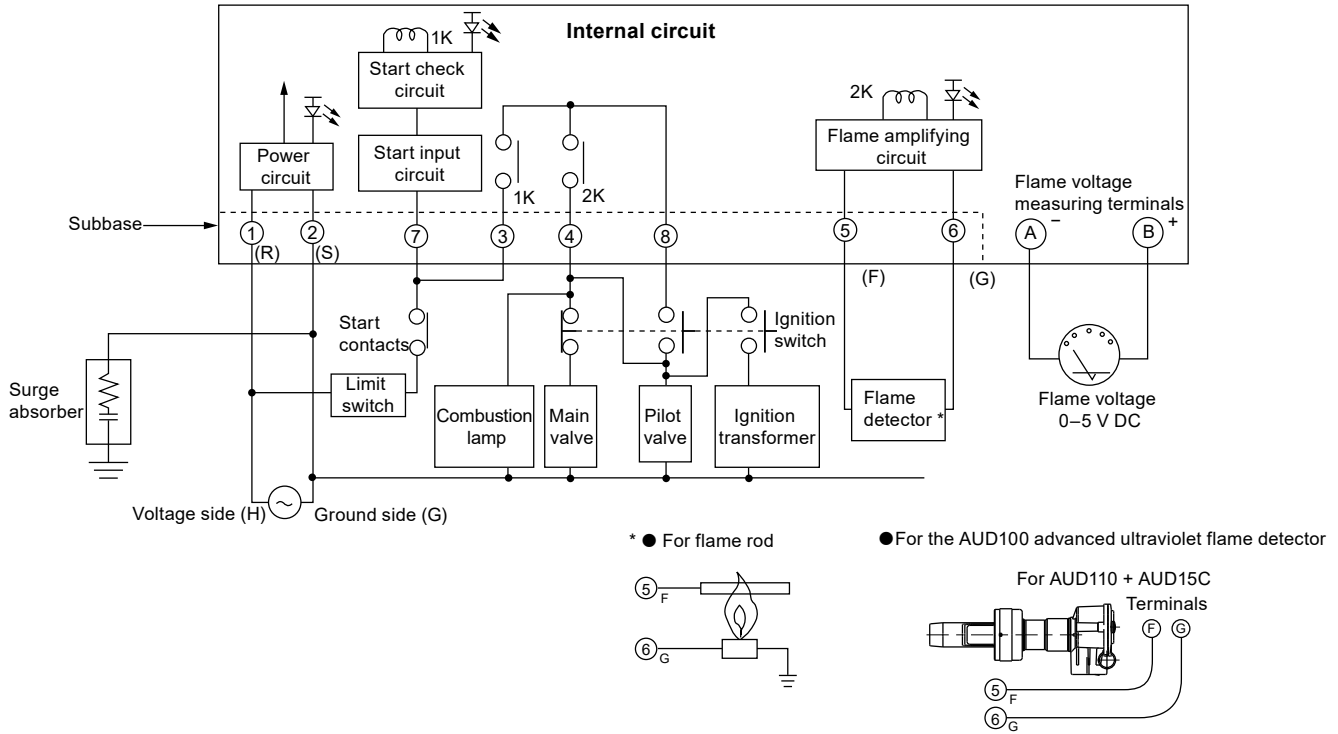 Internal circuit
1K
Start check
circuit
2K
Flame amplifying
circuit
Power
circuit
Start input
circuit
1K
2K
Flame voltage
measuring terminals
Subbase
1
(R)
2
(S)
7
3
4
8
5
(F)
6
(G)
A
−
B
+
Start
contacts
Ignition
switch
Surge
absorber
Limit
switch
Combustion
lamp
Main
valve
Pilot
valve
Ignition
transformer
Flame
detector *
Flame voltage
0–5 V DC
Voltage side (H)
Ground side (G)
* ● For flame rod
5 F
6 G
●For the AUD100 advanced ultraviolet flame detector
For AUD110 + AUD15C
Terminals
F G
5 F
6 G